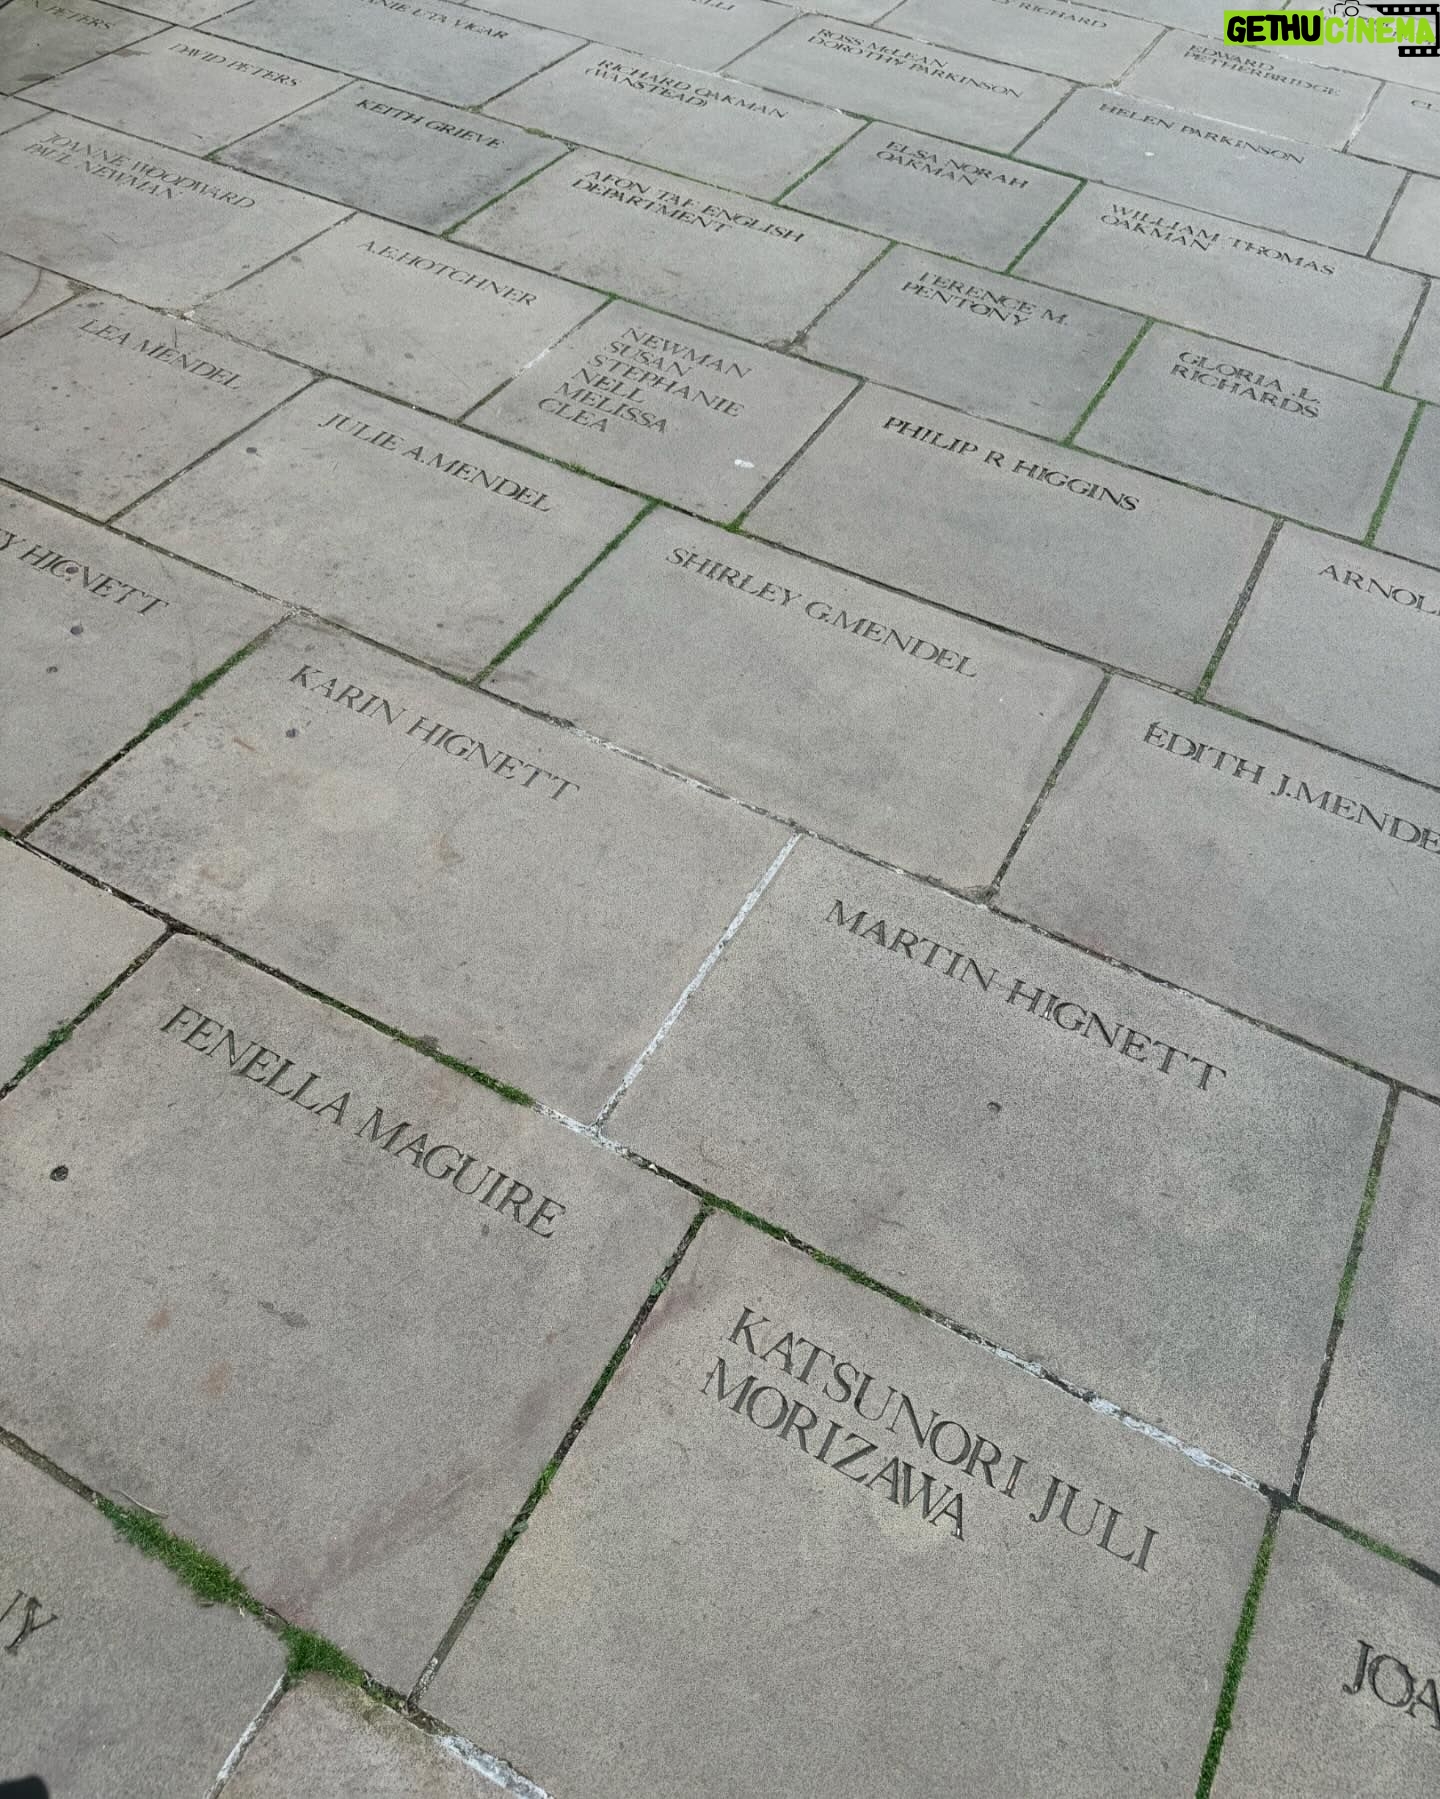 GETHUCINEMA
DAVID PETERS
KEITH GRIEVE
RICHARD OAKMAN
(WANSTEAD)
ROSS McLEAN
DOROTHY PARKINSON
EDWARD
PETHERBRIDGE
HELEN PARKINSON
ELSA NORAH
OAKMAN
WILLIAM THOMAS
OAKMAN
JOANNE WOODWARD
PAUL NEWMAN
AFON TAF ENGLISH
DEPARTMENT
A.E.HOTCHNER
TERENCE M.
PENTONY
GLORIA L.
RICHARDS
LEA MENDEL
NEWMAN
SUSAN
STEPHANIE
NELL
MELISSA
CLEA
PHILIP R HIGGINS
JULIE A.MENDEL
SHIRLEY G.MENDEL
ARNOL
EDITH J.MENDE
HIGNETT
KARIN HIGNETT
MARTIN HIGNETT
FENELLA MAGUIRE
KATSUNORI JULI
MORIZAWA
JOA